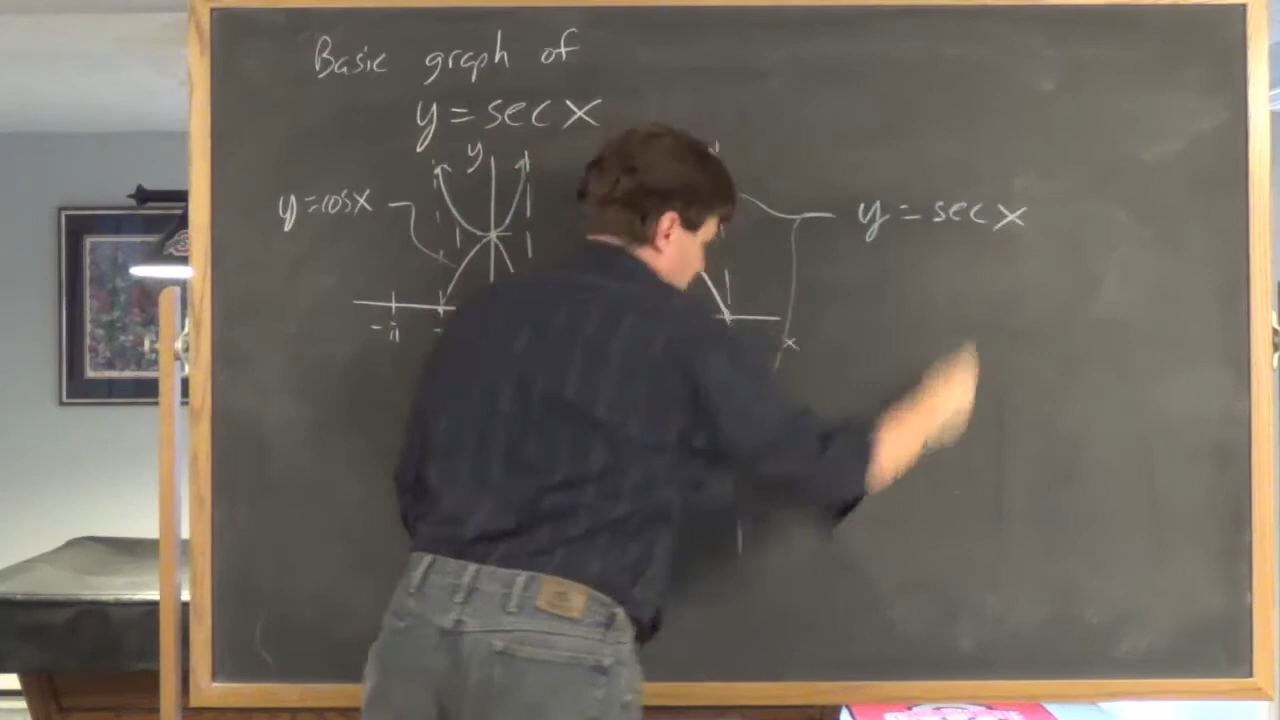 Basic graph of
y = sec x
y
y = cos x
y = sec x
-π
x